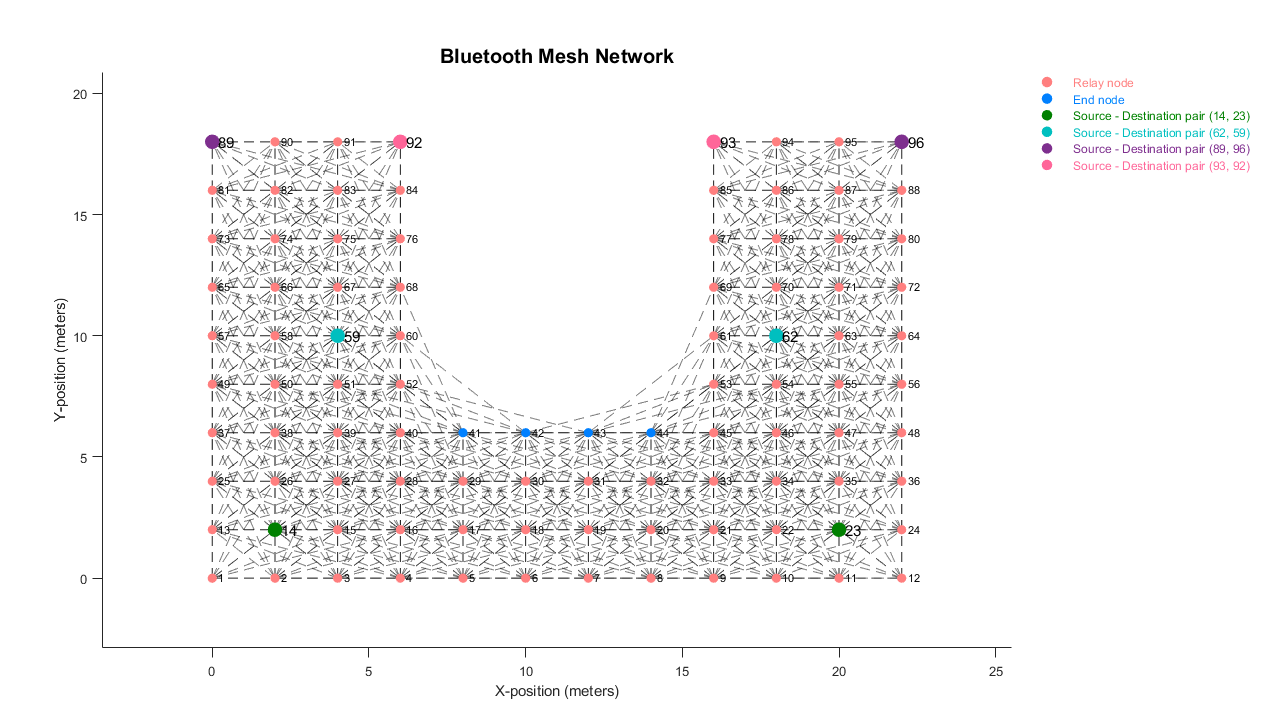 Bluetooth Mesh Network
Relay node
End node
Source - Destination pair (14, 23)
Source - Destination pair (62, 59)
Source - Destination pair (89, 96)
Source - Destination pair (93, 92)
20
15
10
5
0
Y-position (meters)
89 90 91 92 93 94 95 96
81 82 83 84 85 86 87 88
73 74 75 76 77 78 79 80
65 66 67 68 69 70 71 72
57 58 59 60 61 62 63 64
49 50 51 52 53 54 55 56
37 38 39 40 41 42 43 44 45 46 47 48
25 26 27 28 29 30 31 32 33 34 35 36
13 14 15 16 17 18 19 20 21 22 23 24
1 2 3 4 5 6 7 8 9 10 11 12
0 5 10 15 20 25
X-position (meters)